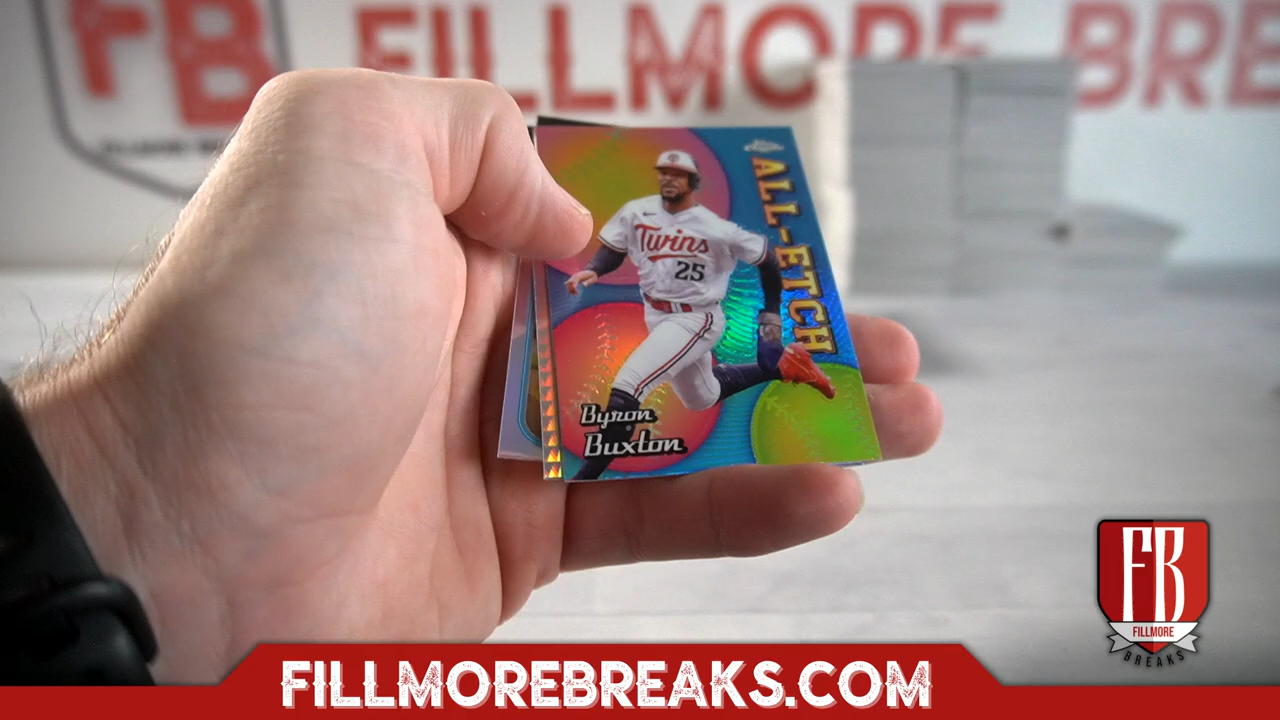 FB
FILLMORE BRE
ALL-ETCH
Twins
25
Byron
Buxton
FB
FILLMORE
BREAKS
FILLMOREBREAKS.COM